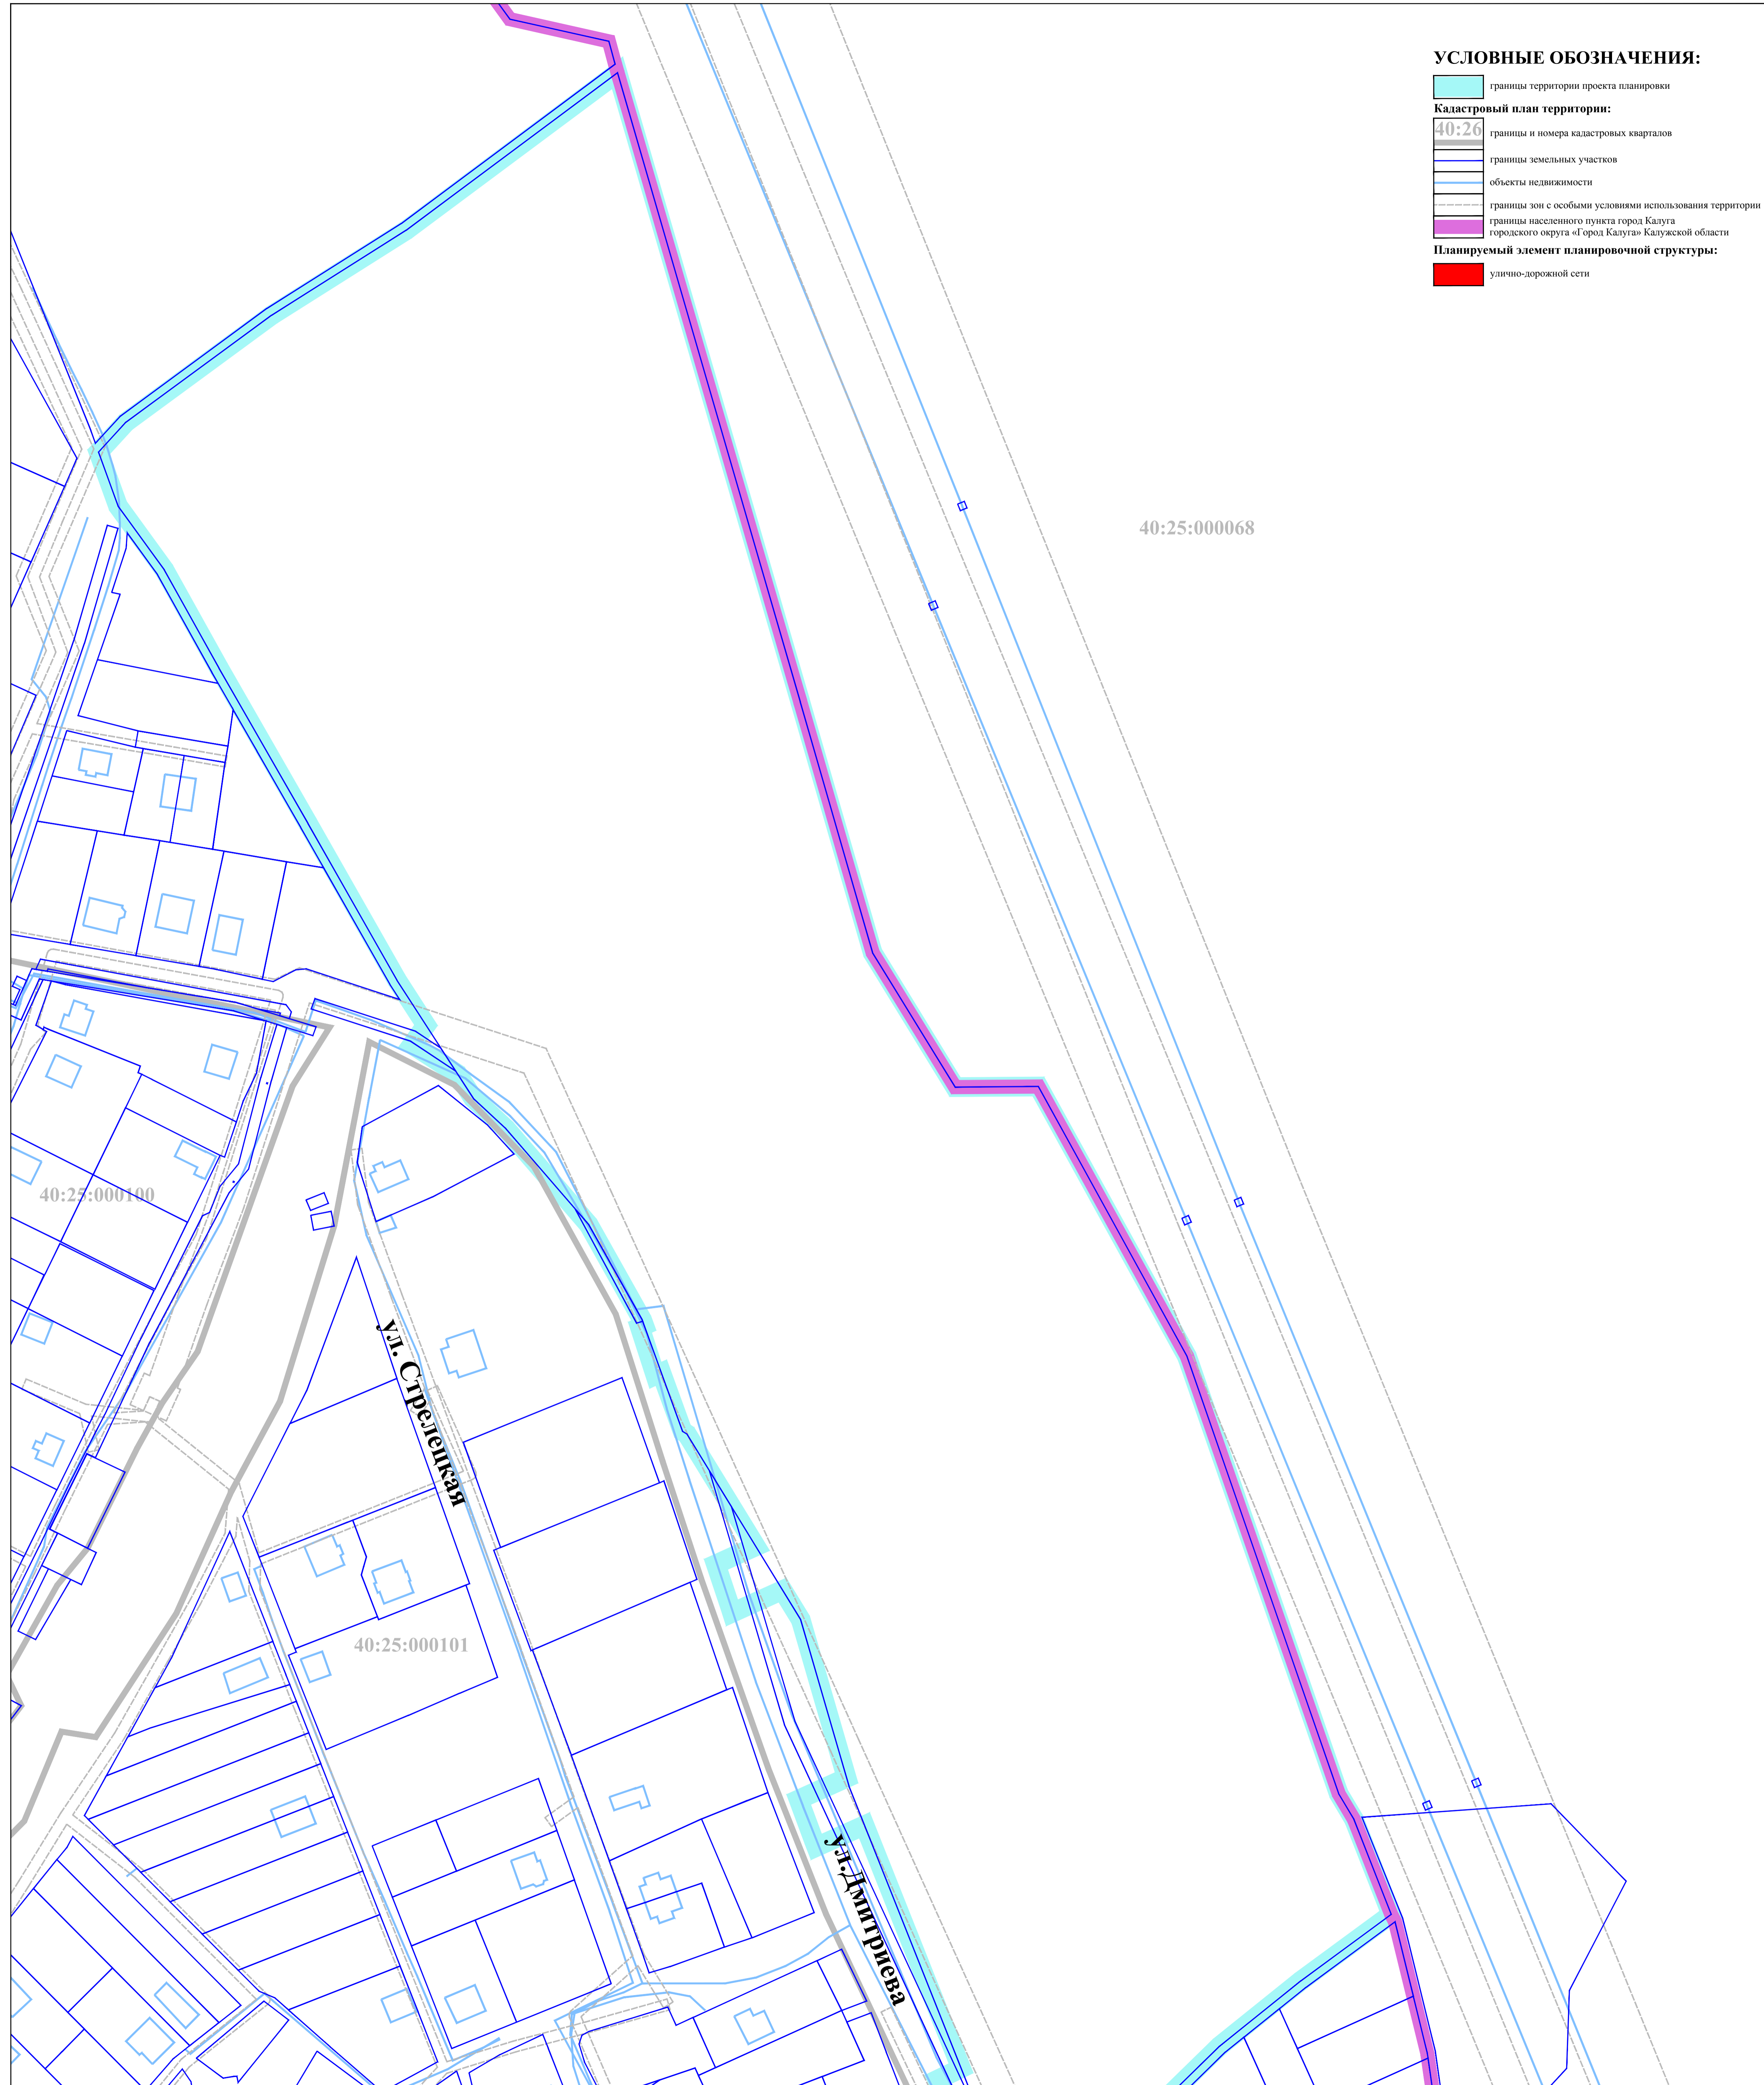 УСЛОВНЫЕ ОБОЗНАЧЕНИЯ:
границы территории проекта планировки
Кадастровый план территории:
40:26
границы и номера кадастровых кварталов
границы земельных участков
объекты недвижимости
границы зон с особыми условиями использования территории
границы населенного пункта город Калуга
городского округа «Город Калуга» Калужской области
Планируемый элемент планировочной структуры:
улично-дорожной сети
40:25:000068
40:25:000100
ул. Стрелецкая
40:25:000101
ул.Дмитриева